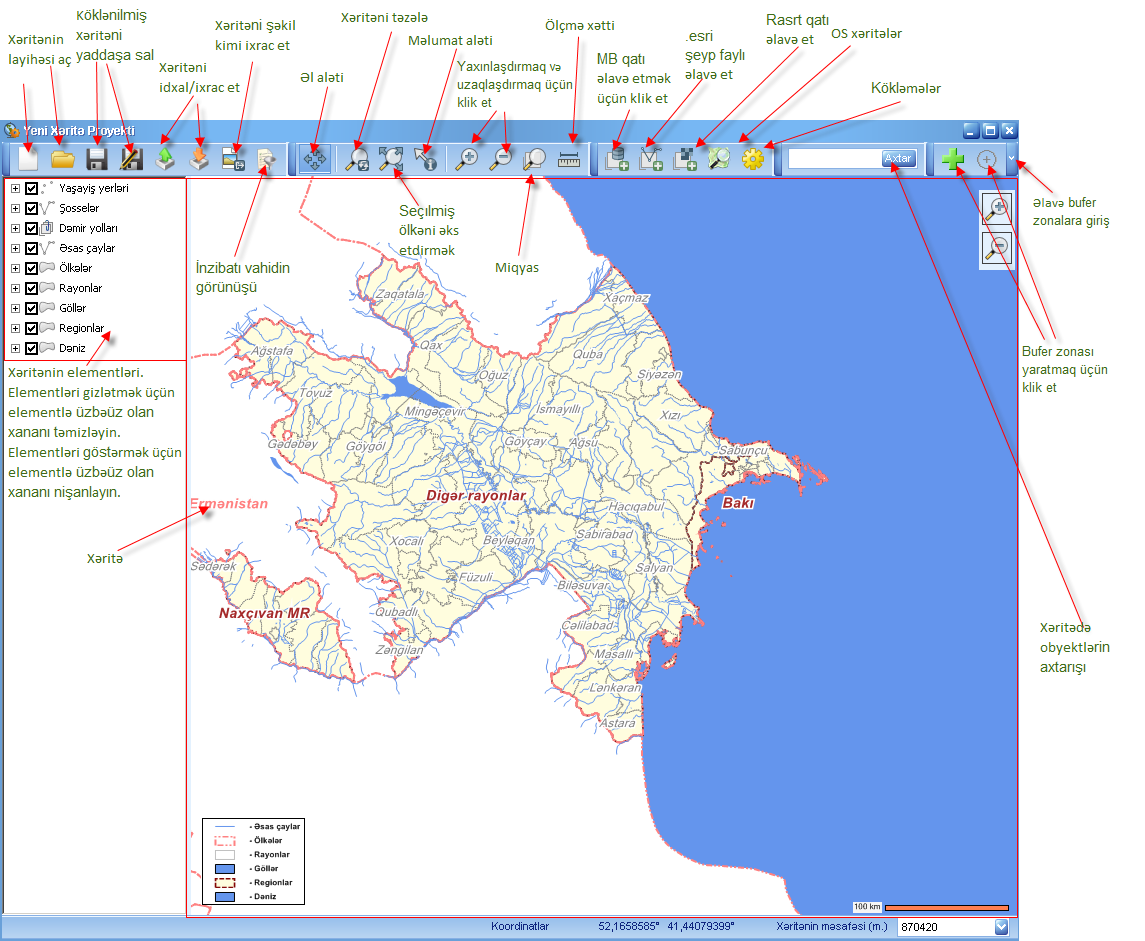 Xəritənin
layihəsi aç
Köklənilmiş
xəritəni
yaddaşa sal
Xəritəni
idxal/ixrac et
Xəritəni şəkil
kimi ixrac et
Əl aləti
Xəritəni təzələ
Məlumat aləti
Yaxınlaşdırmaq və
uzaqlaşdırmaq üçün
klik et
Ölçmə xətti
MB qatı
əlavə etmək
üçün klik et
.esri
şeyp faylı
əlavə et
Rasrt qatı
əlavə et
OS xəritələr
Kökləmələr
Yeni Xəritə Proyekti
Axtar
Yaşayiş yerləri
Şosselər
Dəmir yolları
Əsas çaylar
Ölkələr
Rayonlar
Göllər
Regionlar
Dəniz
Xəritənin elementləri.
Elementləri gizlətmək üçün
elementlə üzbəüz olan
xananı təmizləyin.
Elementləri göstərmək üçün
elementlə üzbəüz olan
xananı nişanlayın.
Xəritə
İnzibatı vahidin
görünüşü
Seçilmiş
ölkəni əks
etdirmək
Miqyas
Əlavə bufer
zonalara giriş
Bufer zonası
yaratmaq üçün
klik et
Xəritədə
obyektlərin
axtarışı
Zaqatala
Xaçmaz
Qax
Ağstafa
Quba
Oğuz
Siyəzən
Tovuz
Mingəçevir
İsmayıllı
Xızı
Gədəbəy
Göygöl
Göyçay
Ağsu
Sabunçu
Digər rayonlar
Bakı
Ermənistan
Hacıqabul
Xocalı
Beyləqan
Sabirabad
Sədərək
Salyan
Füzuli
Biləsuvar
Naxçıvan MR
Qubadlı
Cəlilabad
Zəngilan
Masallı
Lənkəran
Astara
- Əsas çaylar
- Ölkələr
- Rayonlar
- Göllər
- Regionlar
- Dəniz
100 km
Koordinatlar 52,1658585° 41,44079399° Xəritənin məsafəsi (m.) 870420